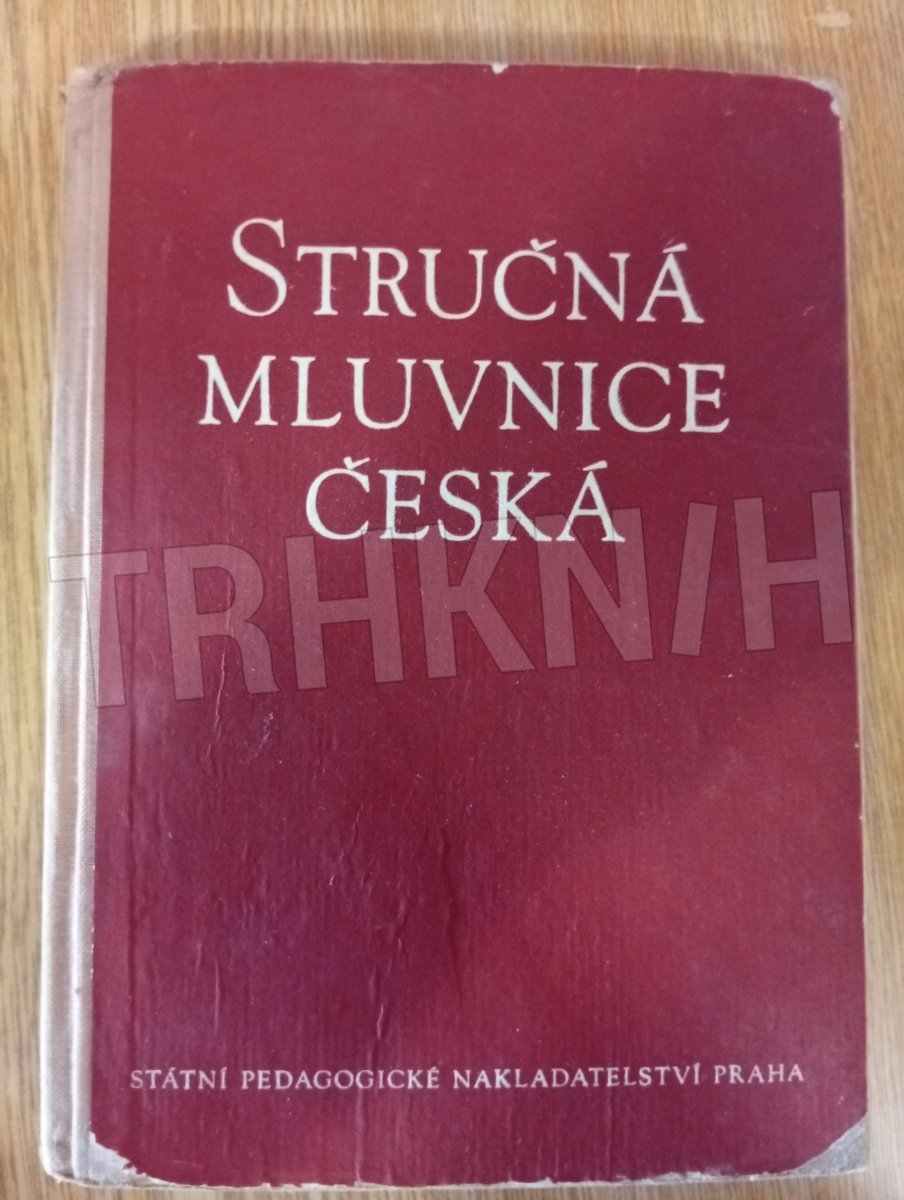 STRUČNÁ
MLUVNICE
ČESKÁ
TRHKNIH
STÁTNÍ PEDAGOGICKÉ NAKLADATELSTVÍ PRAHA